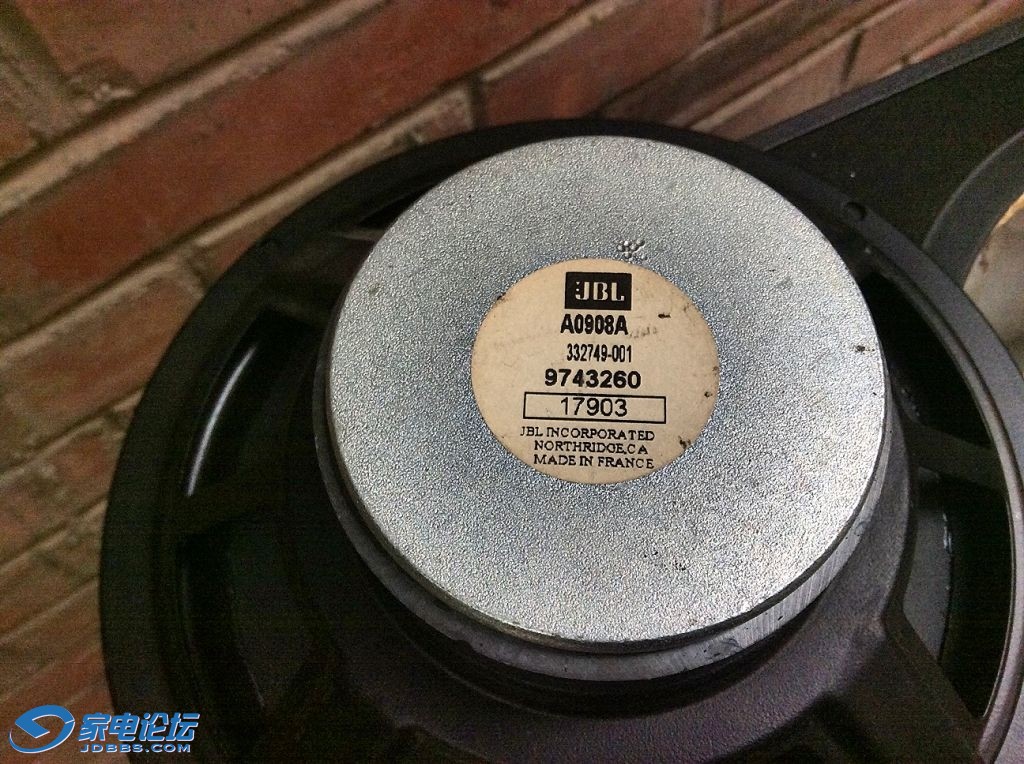 JBL
A0908A
332749-001
9743260
17903
JBL INCORPORATED
NORTHRIDGE,CA
MADE IN FRANCE
家电论坛
JDBBS.COM